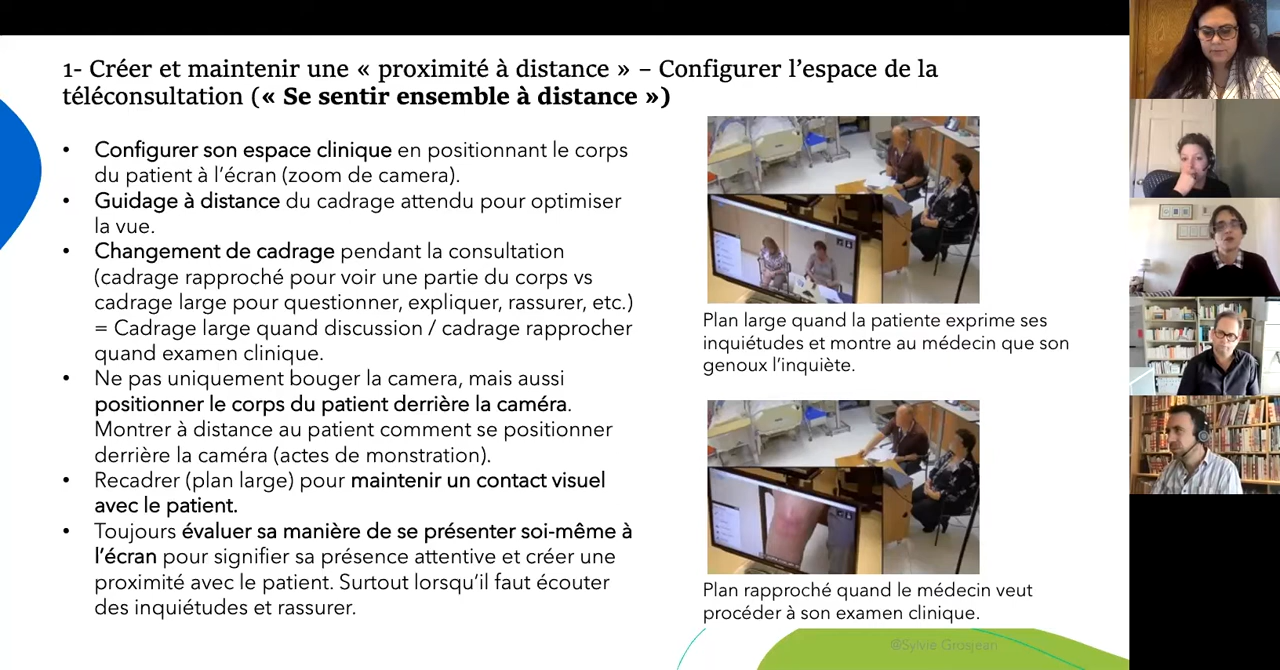 1- Créer et maintenir une « proximité à distance » – Configurer l’espace de la
téléconsultation (« Se sentir ensemble à distance »)
• Configurer son espace clinique en positionnant le corps
du patient à l’écran (zoom de camera).
• Guidage à distance du cadrage attendu pour optimiser
la vue.
• Changement de cadrage pendant la consultation
(cadrage rapproché pour voir une partie du corps vs
cadrage large pour questionner, expliquer, rassurer, etc.)
= Cadrage large quand discussion / cadrage rapprocher
quand examen clinique.
• Ne pas uniquement bouger la camera, mais aussi
positionner le corps du patient derrière la caméra.
Montrer à distance au patient comment se positionner
derrière la caméra (actes de monstration).
• Recadrer (plan large) pour maintenir un contact visuel
avec le patient.
• Toujours évaluer sa manière de se présenter soi-même à
l’écran pour signifier sa présence attentive et créer une
proximité avec le patient. Surtout lorsqu’il faut écouter
des inquiétudes et rassurer.
Plan large quand la patiente exprime ses
inquiétudes et montre au médecin que son
genoux l’inquiète.
Plan rapproché quand le médecin veut
procéder à son examen clinique.
@Sylvie Grosjean